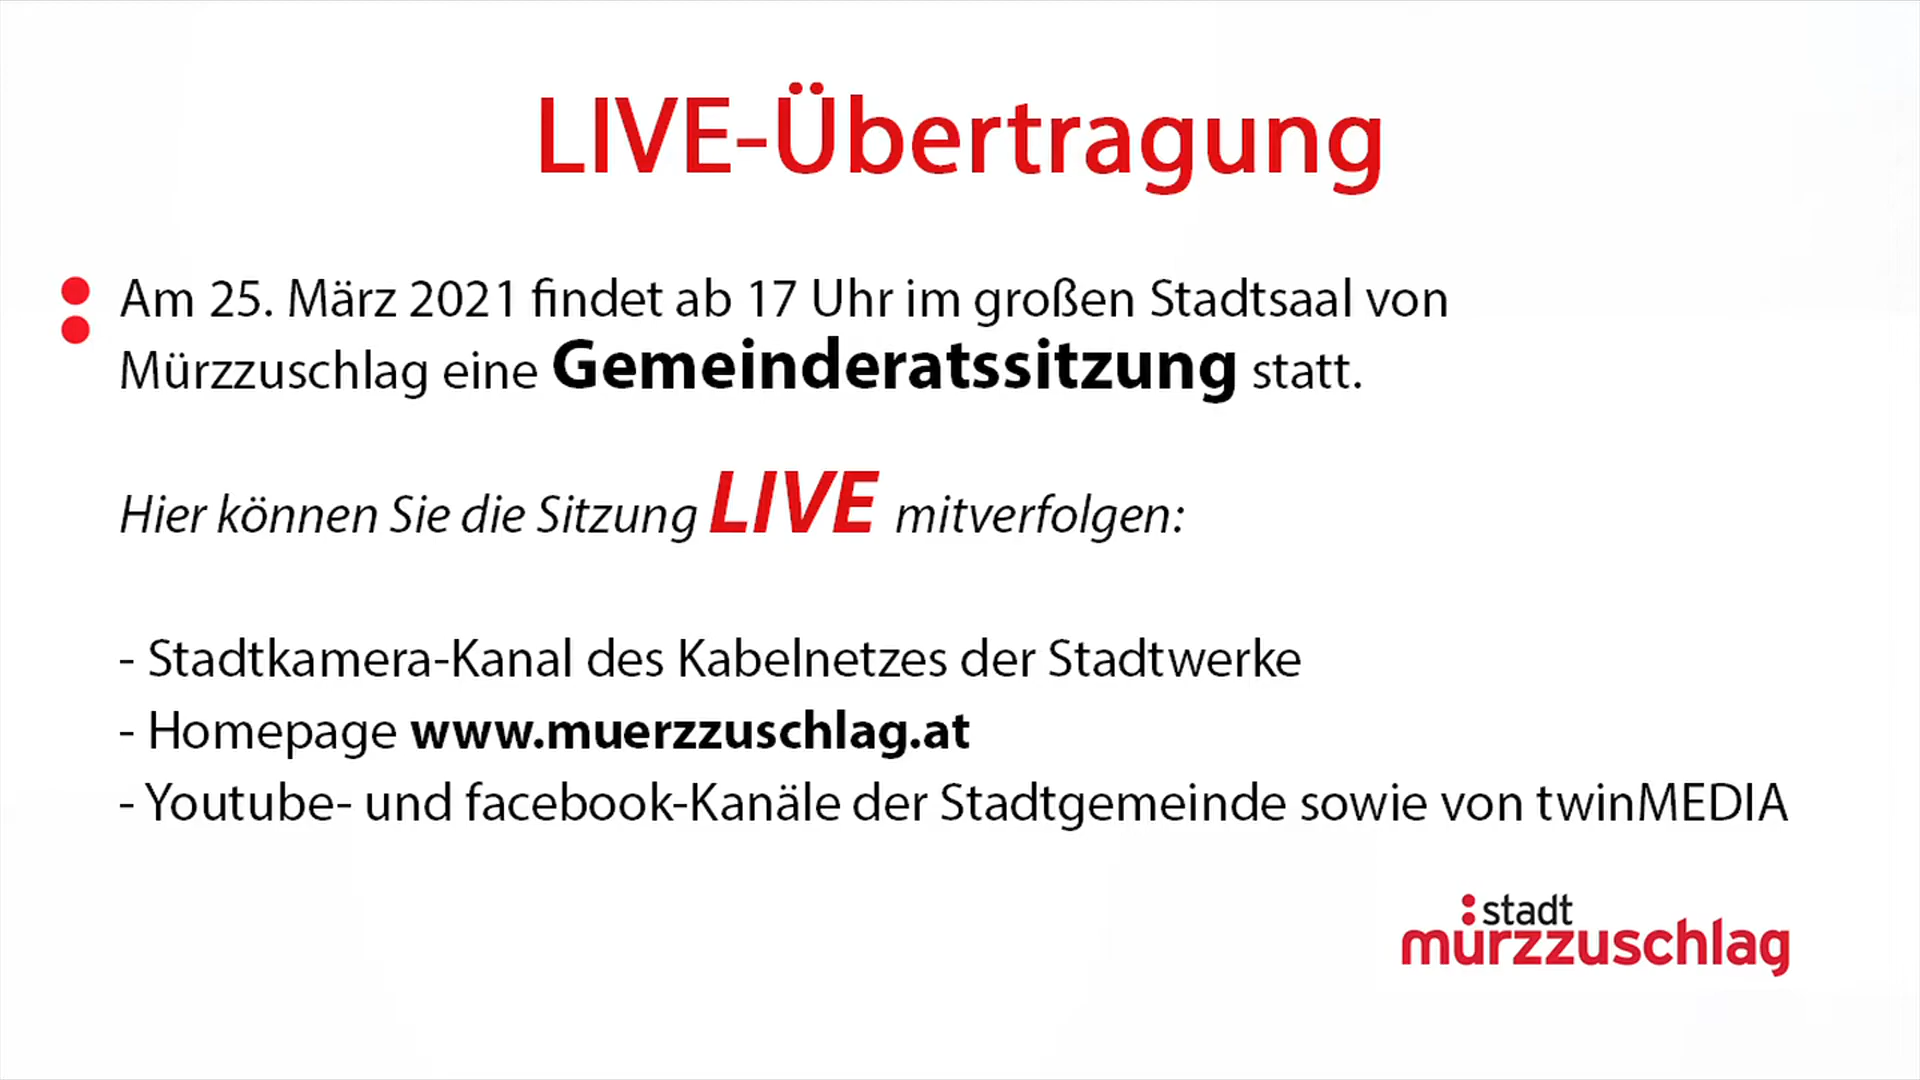 LIVE-Übertragung
Am 25. März 2021 findet ab 17 Uhr im großen Stadtsaal von
Mürzzuschlag eine Gemeinderatssitzung statt.
Hier können Sie die Sitzung LIVE mitverfolgen:
- Stadtkamera-Kanal des Kabelnetzes der Stadtwerke
- Homepage www.muerzzuschlag.at
- Youtube- und facebook-Kanäle der Stadtgemeinde sowie von twinMEDIA
stadt
mürzzuschlag